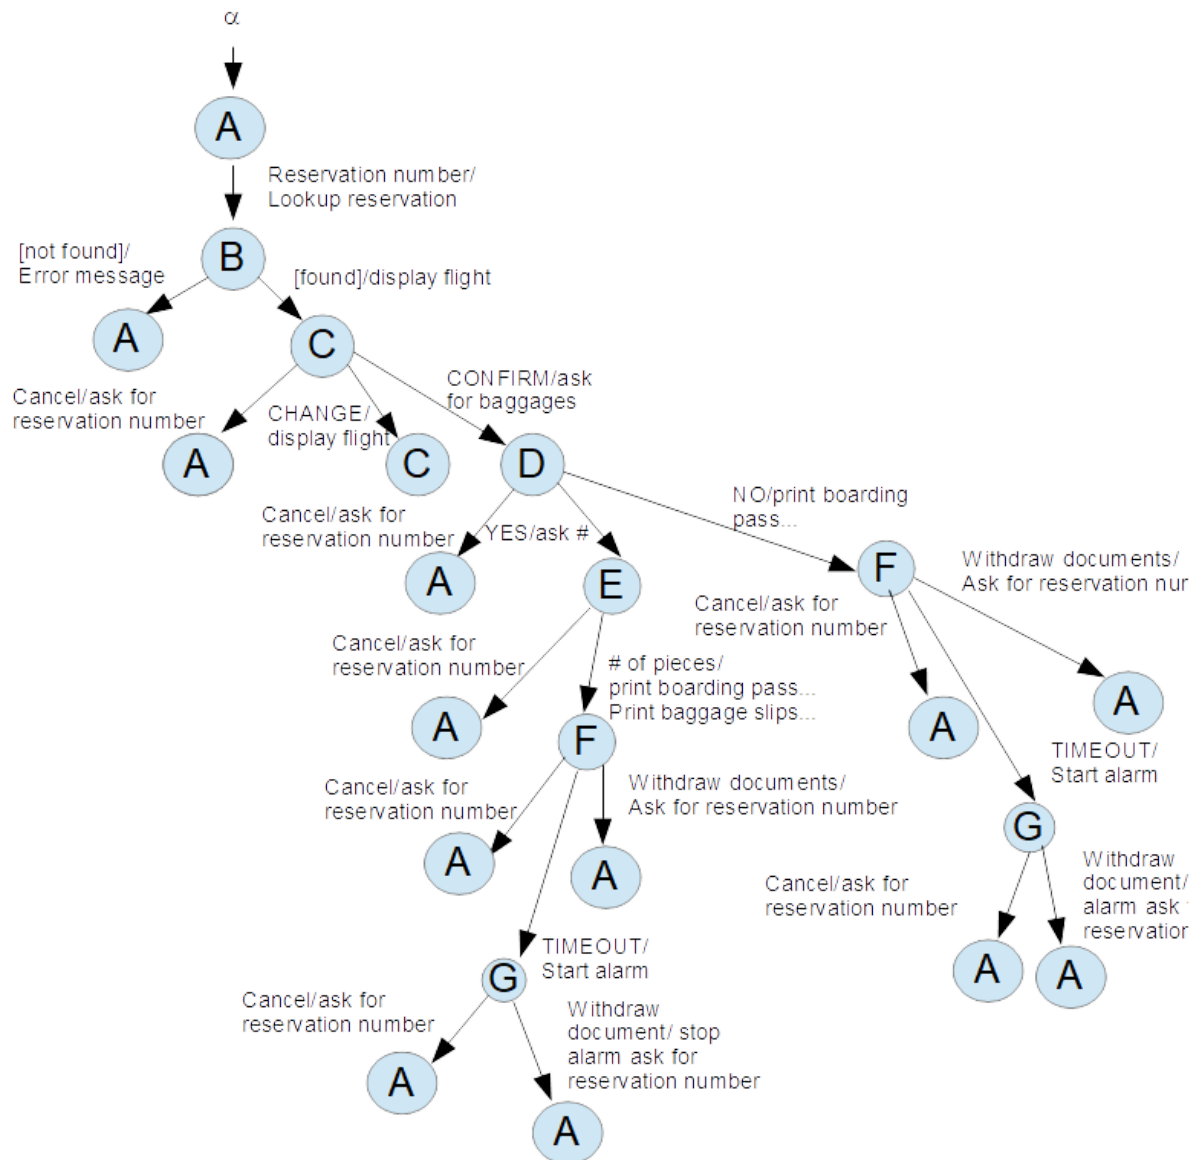 α
A
Reservation number/
Lookup reservation
[not found]/
Error message
B
[found]/display flight
A
C
Cancel/ask for
reservation number
CHANGE/
display flight
CONFIRM/ask
for baggages
A
C
D
Cancel/ask for
reservation number
YES/ask #
NO/print boarding
pass...
A
E
F
Withdraw documents/
Ask for reservation
Cancel/ask for
reservation number
Cancel/ask for
reservation number
# of pieces/
print boarding pass...
Print baggage slips...
A
F
A
A
TIMEOUT/
Start alarm
Cancel/ask for
reservation number
Withdraw documents/
Ask for reservation number
G
A
A
Cancel/ask for
reservation number
Withdraw
document/
alarm ask
reservation
A
A
TIMEOUT/
Start alarm
G
Cancel/ask for
reservation number
Withdraw
document/ stop
alarm ask for
reservation number
A
A